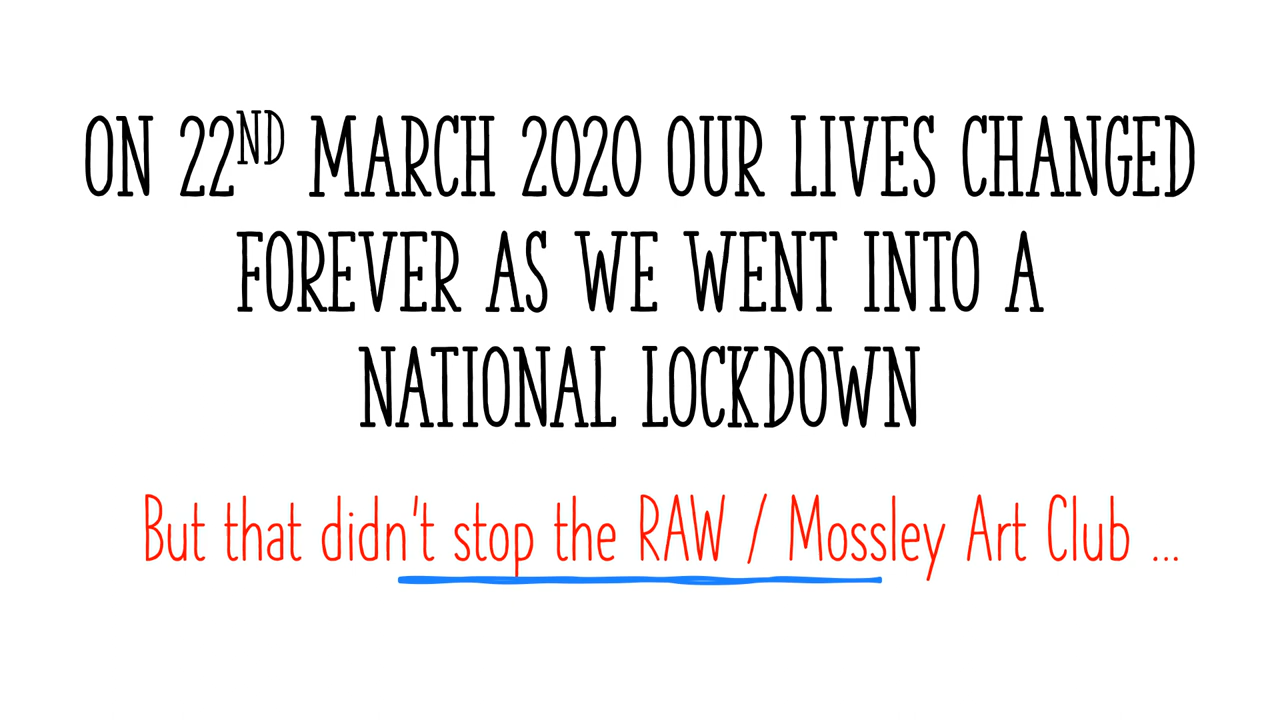 ON 22ND MARCH 2020 OUR LIVES CHANGED
FOREVER AS WE WENT INTO A
NATIONAL LOCKDOWN
But that didn't stop the RAW / Mossley Art Club ...